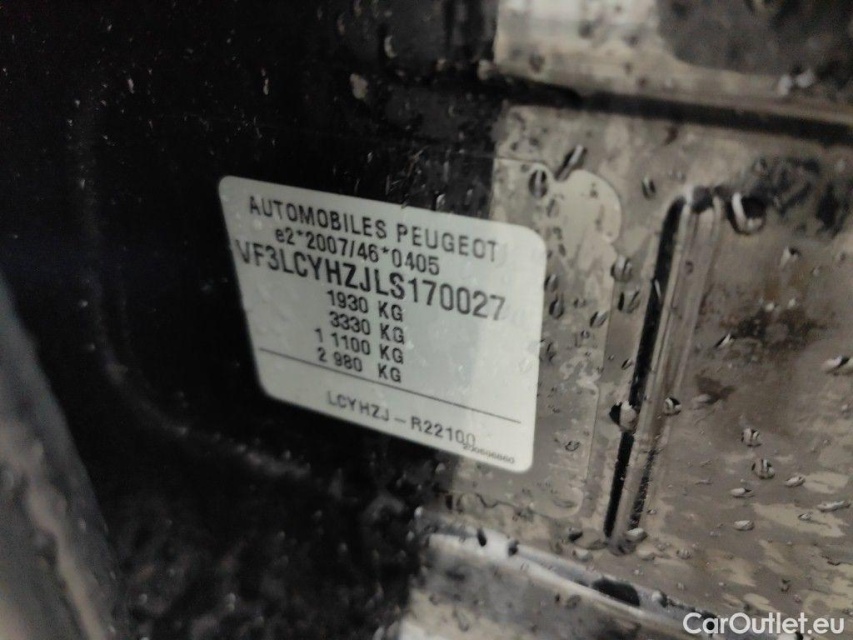 AUTOMOBILES PEUGEOT
e2*2007/46*0405
VF3LCYHZJLS170027
1930 KG
3330 KG
1 1100 KG
2 980 KG
LCYHZJ-R22100
CarOutlet.eu